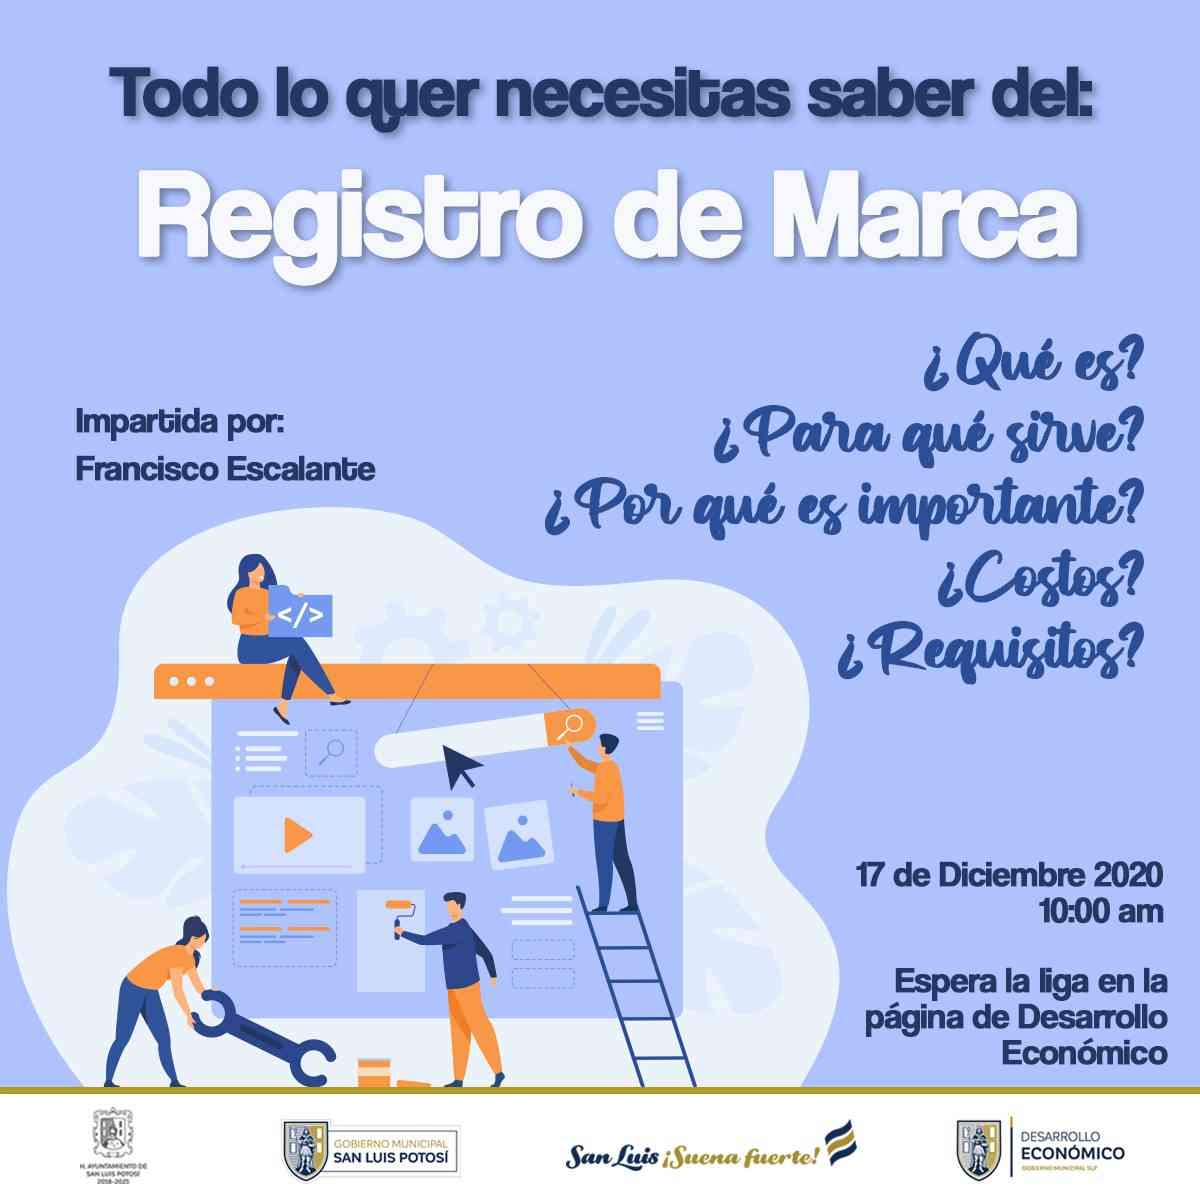 Todo lo quer necesitas saber del:
Registro de Marca
¿Qué es?
¿Para qué sirve?
¿Por qué es importante?
¿Costos?
¿Requisitos?
Impartida por:
Francisco Escalante
</>
17 de Diciembre 2020
10:00 am
Espera la liga en la
página de Desarrollo
Económico
H. AYUNTAMIENTO DE
SAN LUIS POTOSÍ
2018-2021
GOBIERNO MUNICIPAL
SAN LUIS POTOSÍ
San Luis ¡Suena fuerte!
DESARROLLO
ECONÓMICO
GOBIERNO MUNICIPAL SLP